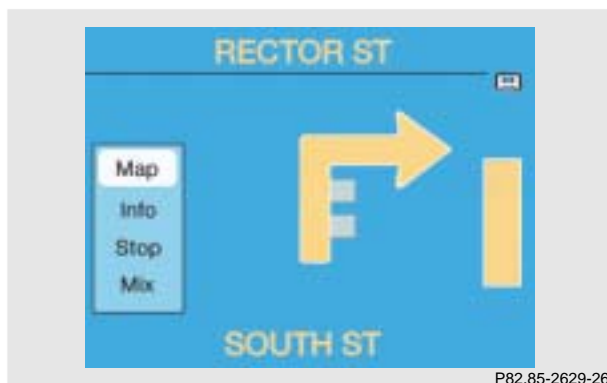 RECTOR ST
Map
Info
Stop
Mix
SOUTH ST
P82.85-2629-26